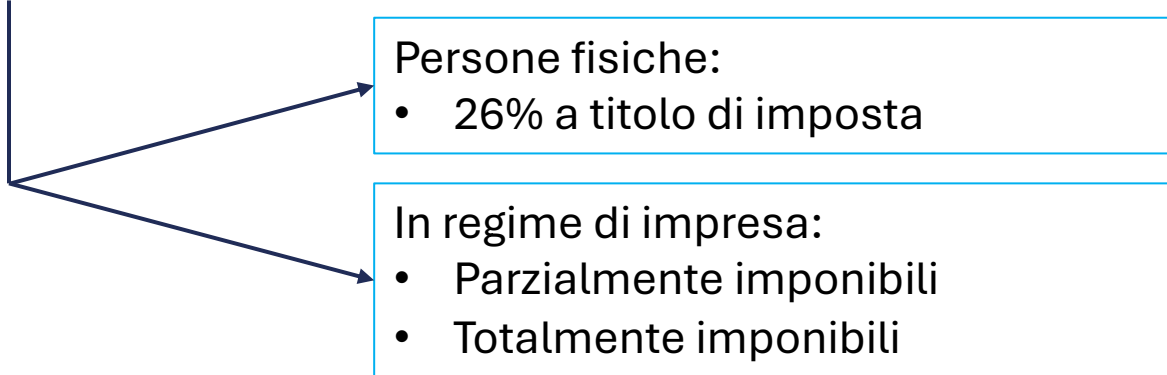 Persone fisiche:
• 26% a titolo di imposta
In regime di impresa:
• Parzialmente imponibili
• Totalmente imponibili